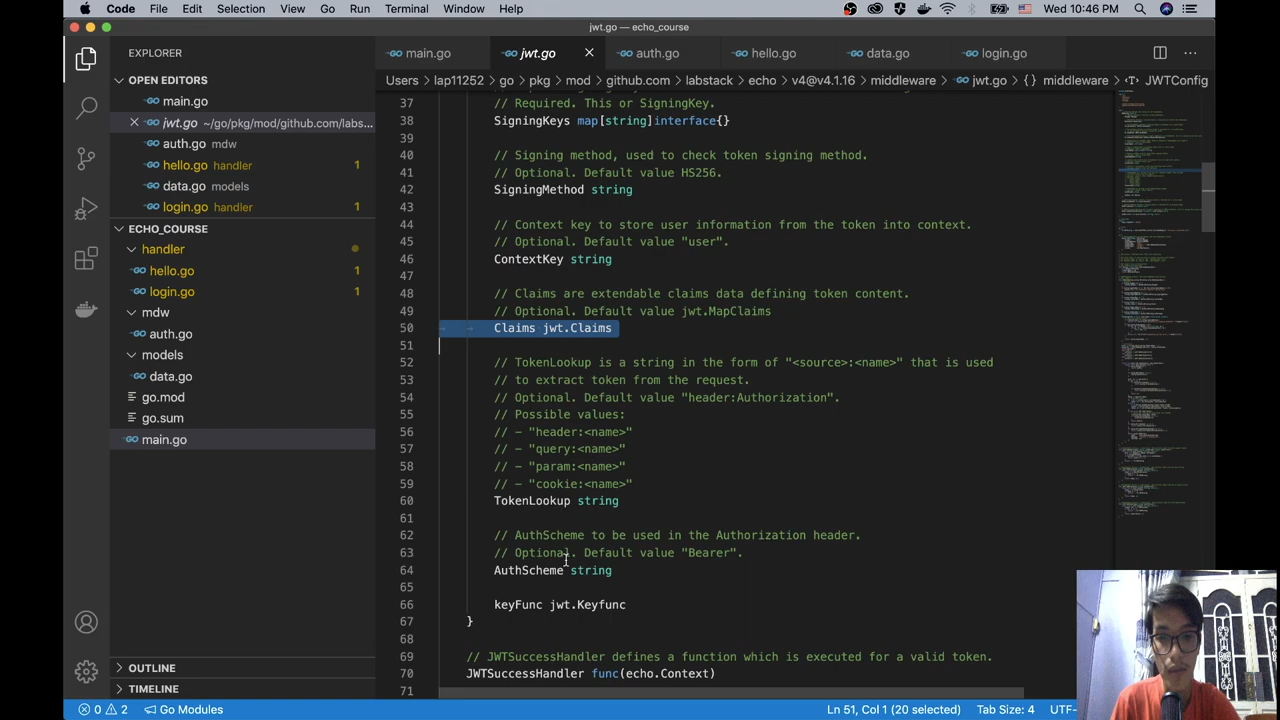 Code File Edit Selection View Go Run Terminal Window Help
Wed 10:46 PM
jwt.go — echo_course
EXPLORER
main.go
jwt.go
auth.go
hello.go
data.go
login.go
OPEN EDITORS
Users > lap11252 > go > pkg > mod > github.com > labstack > echo > v4@v4.1.16 > middleware > jwt.go > {} middleware > JWTConfig
main.go
jwt.go ~/go/pkg/mod/github.com/labs...
auth.go mdw
hello.go handler 1
data.go models
login.go handler 1
ECHO_COURSE
handler
hello.go 1
login.go 1
mdw
auth.go
models
data.go
go.mod
go.sum
main.go
OUTLINE
TIMELINE
37 // Required. This or SigningKey.
38 SigningKeys map[string]interface{}
39
40 // method, used to check token signing method.
41 // Optional. Default value
42 SigningMethod string
43
44 // Context key to store user information from the token into context.
45 // Optional. Default value "user".
46 ContextKey string
47
48 // are extendable claims data defining token
49 // Optional. Default value jwt.MapClaims
50 Claims jwt.Claims
51
52 // TokenLookup is a string in the form of "<source>:<name>" that is used
53 // to extract token from the request.
54 // Optional. Default value "header:Authorization".
55 // Possible values:
56 // - "header:<name>"
57 // - "query:<name>"
58 // - "param:<name>"
59 // - "cookie:<name>"
60 TokenLookup string
61
62 // AuthScheme to be used in the Authorization header.
63 // Optional. Default value "Bearer".
64 AuthScheme string
65
66 keyFunc jwt.Keyfunc
67 }
68
69 // JWTSuccessHandler defines a function which is executed for a valid token.
70 JWTSuccessHandler func(echo.Context)
71
0 2 Go Modules
Ln 51, Col 1 (20 selected) Tab Size: 4 UTF-